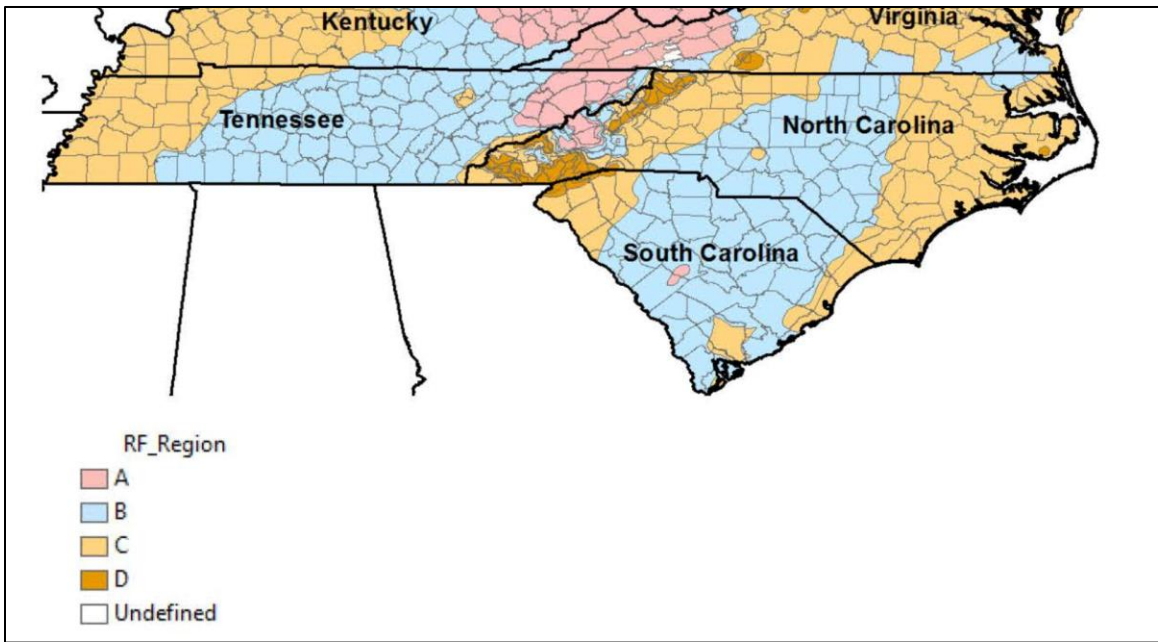 Kentucky
Virginia
Tennessee
North Carolina
South Carolina
RF_Region
A
B
C
D
Undefined